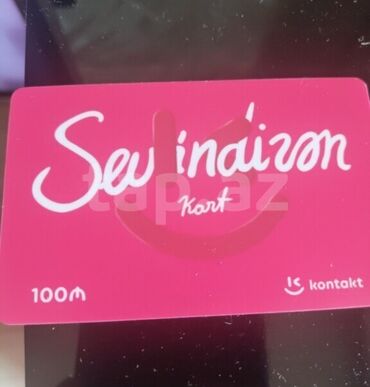 Sevindirən
Kart
tap.az
100₼
kontakt